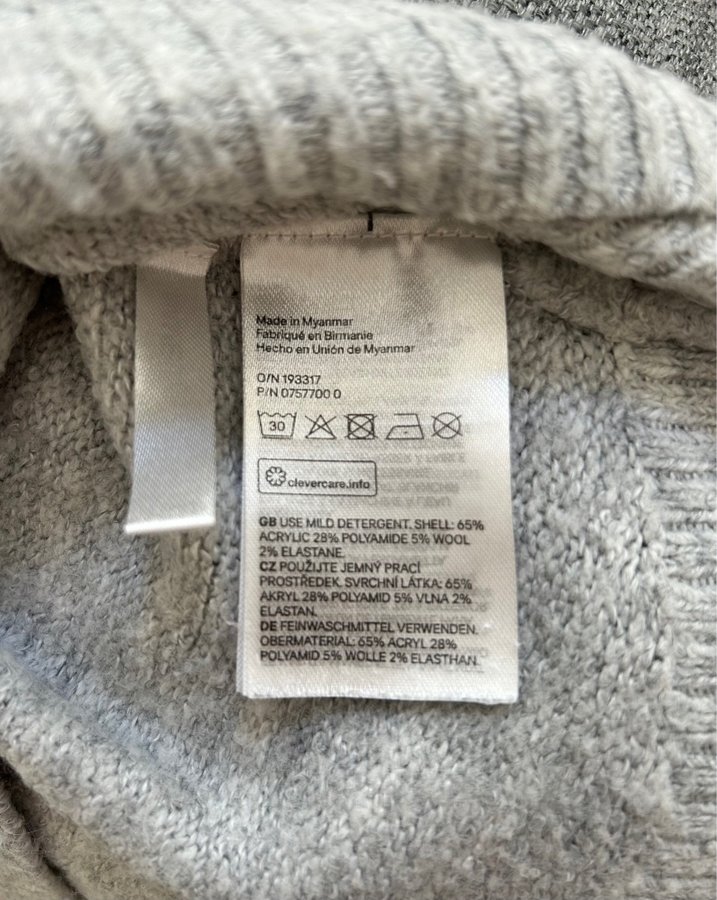 Made in Myanmar
Fabriqué en Birmanie
Hecho en Unión de Myanmar
O/N 193317
P/N 0757700 0
30
clevercare.info
GB USE MILD DETERGENT. SHELL: 65%
ACRYLIC 28% POLYAMIDE 5% WOOL
2% ELASTANE.
CZ POUŽIJTE JEMNÝ PRACÍ
PROSTŘEDEK. SVRCHNÍ LÁTKA: 65%
AKRYL 28% POLYAMID 5% VLNA 2%
ELASTAN.
DE FEINWASCHMITTEL VERWENDEN.
OBERMATERIAL: 65% ACRYL 28%
POLYAMID 5% WOLLE 2% ELASTHAN.